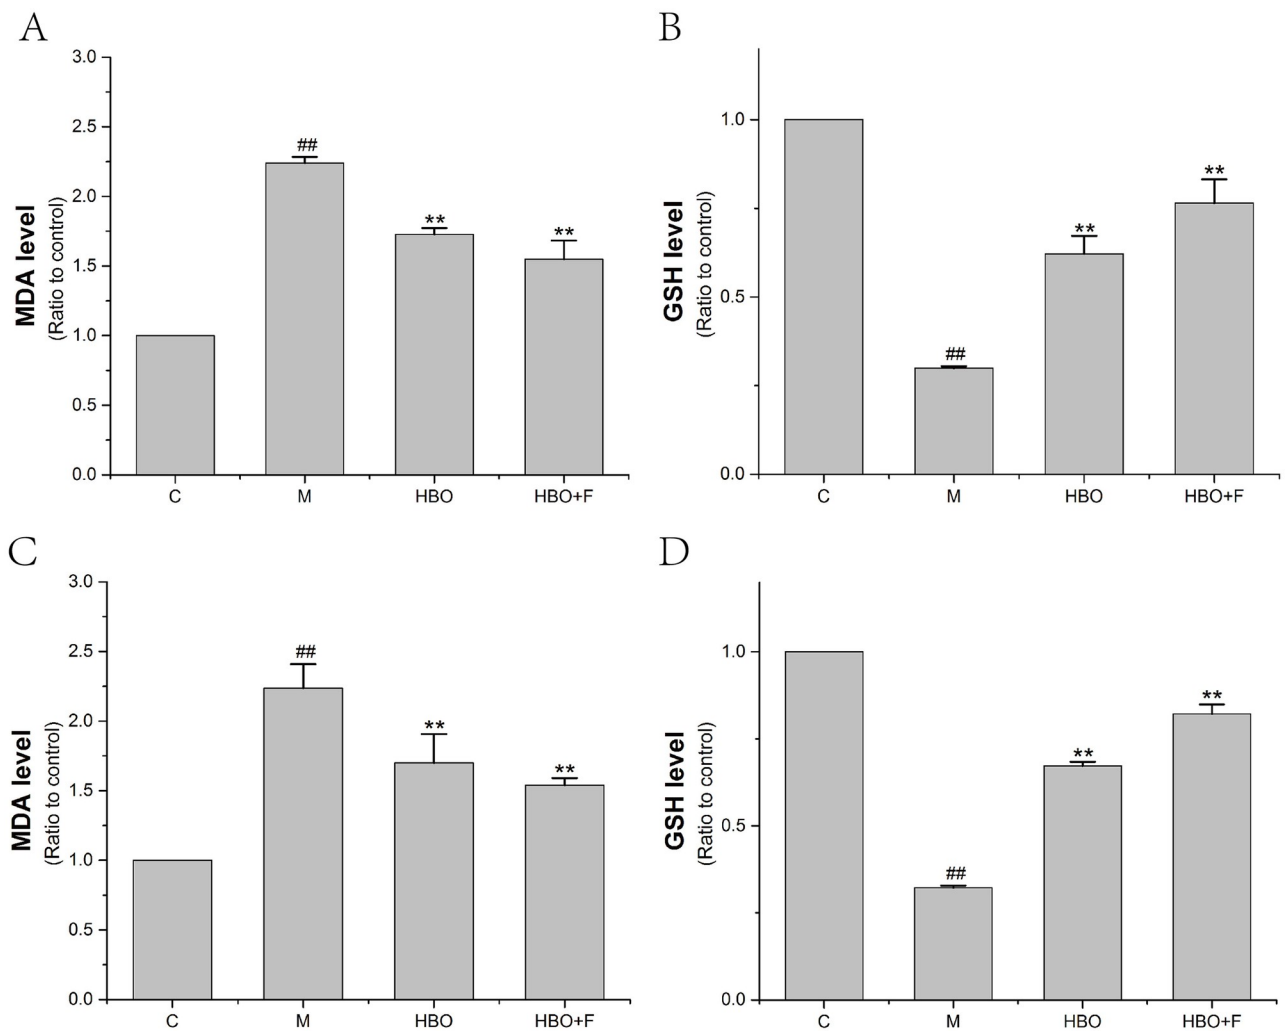 A
MDA level
(Ratio to control)
3.0
2.5
2.0
1.5
1.0
0.5
0.0
##
**
**
C M HBO HBO+F
B
GSH level
(Ratio to control)
1.0
0.5
0.0
##
**
**
C M HBO HBO+F
C
MDA level
(Ratio to control)
3.0
2.5
2.0
1.5
1.0
0.5
0.0
##
**
**
C M HBO HBO+F
D
GSH level
(Ratio to control)
1.0
0.5
0.0
##
**
**
C M HBO HBO+F